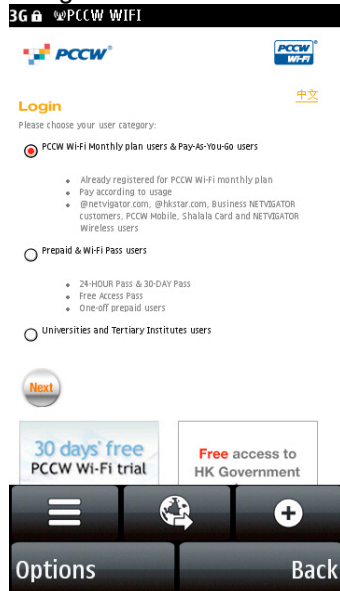 3G PCCW WIFI
PCCW
PCCW
Wi-Fi
中文
Login
Please choose your user category:
PCCW Wi-Fi Monthly plan users & Pay-As-You-Go users
Already registered for PCCW Wi-Fi monthly plan
Pay according to usage
@netvigator.com, @hkstar.com, Business NETVIGATOR
customers, PCCW Mobile, Shalala Card and NETVIGATOR
Wireless users
Prepaid & Wi-Fi Pass users
24-HOUR Pass & 30-DAY Pass
Free Access Pass
One-off prepaid users
Universities and Tertiary Institutes users
Next
30 days' free
PCCW Wi-Fi trial
Free access to
HK Government
Options Back